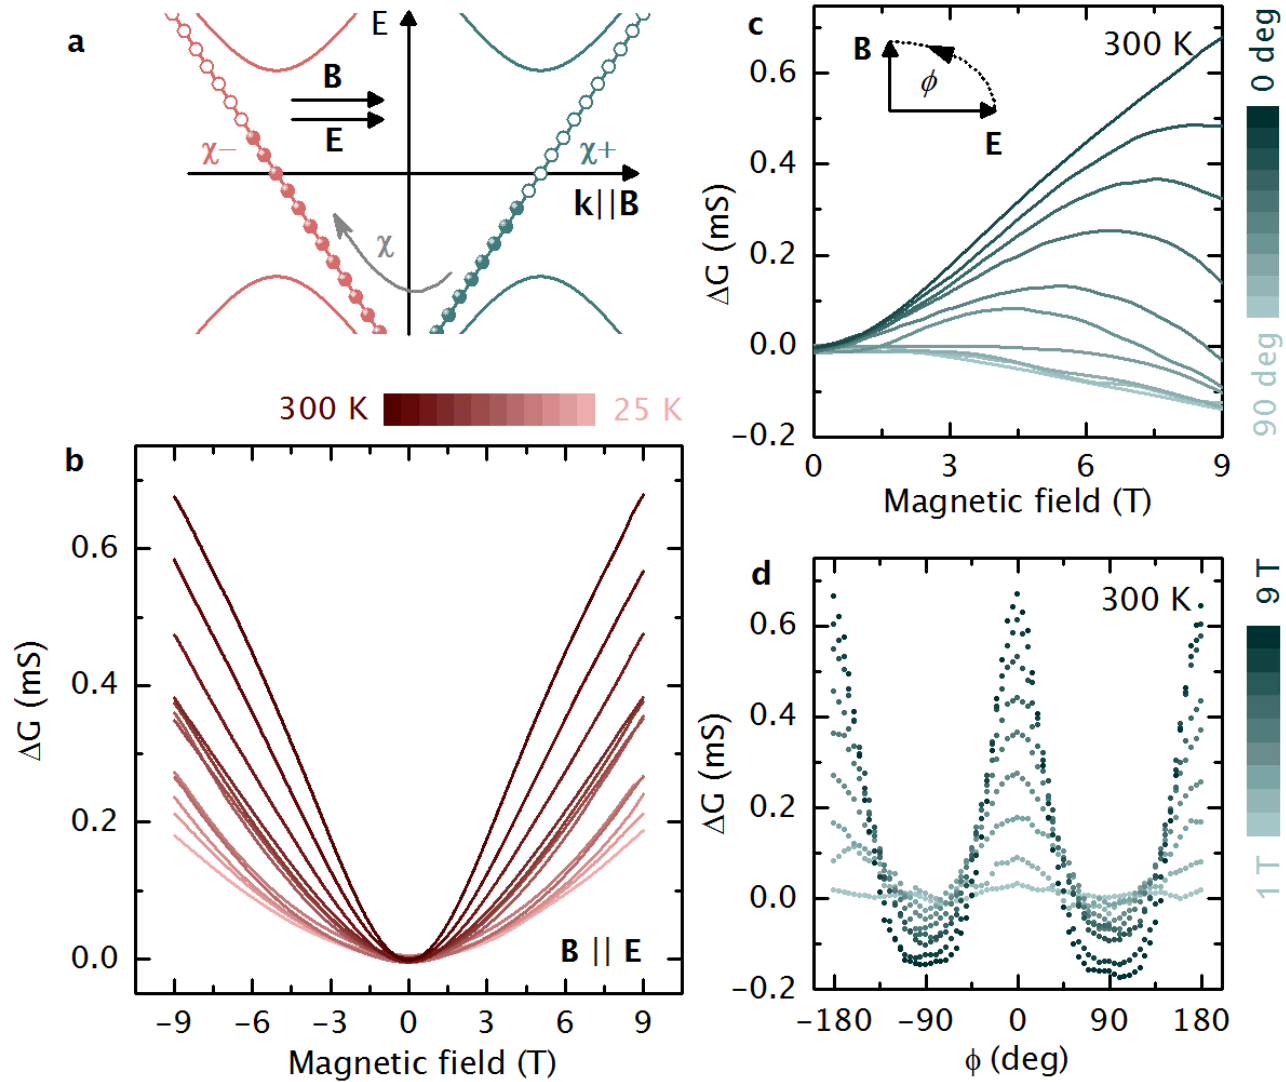 a
E
B
E
χ−
χ+
k||B
χ
300 K
25 K
b
0.6
0.4
0.2
0.0
ΔG (mS)
B || E
−9
−6
−3
0
3
6
9
Magnetic field (T)
c
300 K
B
ϕ
E
0.6
0.4
0.2
0.0
−0.2
ΔG (mS)
0
3
6
9
Magnetic field (T)
0 deg
90 deg
d
300 K
0.6
0.4
0.2
0.0
−0.2
ΔG (mS)
−180
−90
0
90
180
ϕ (deg)
9 T
1 T